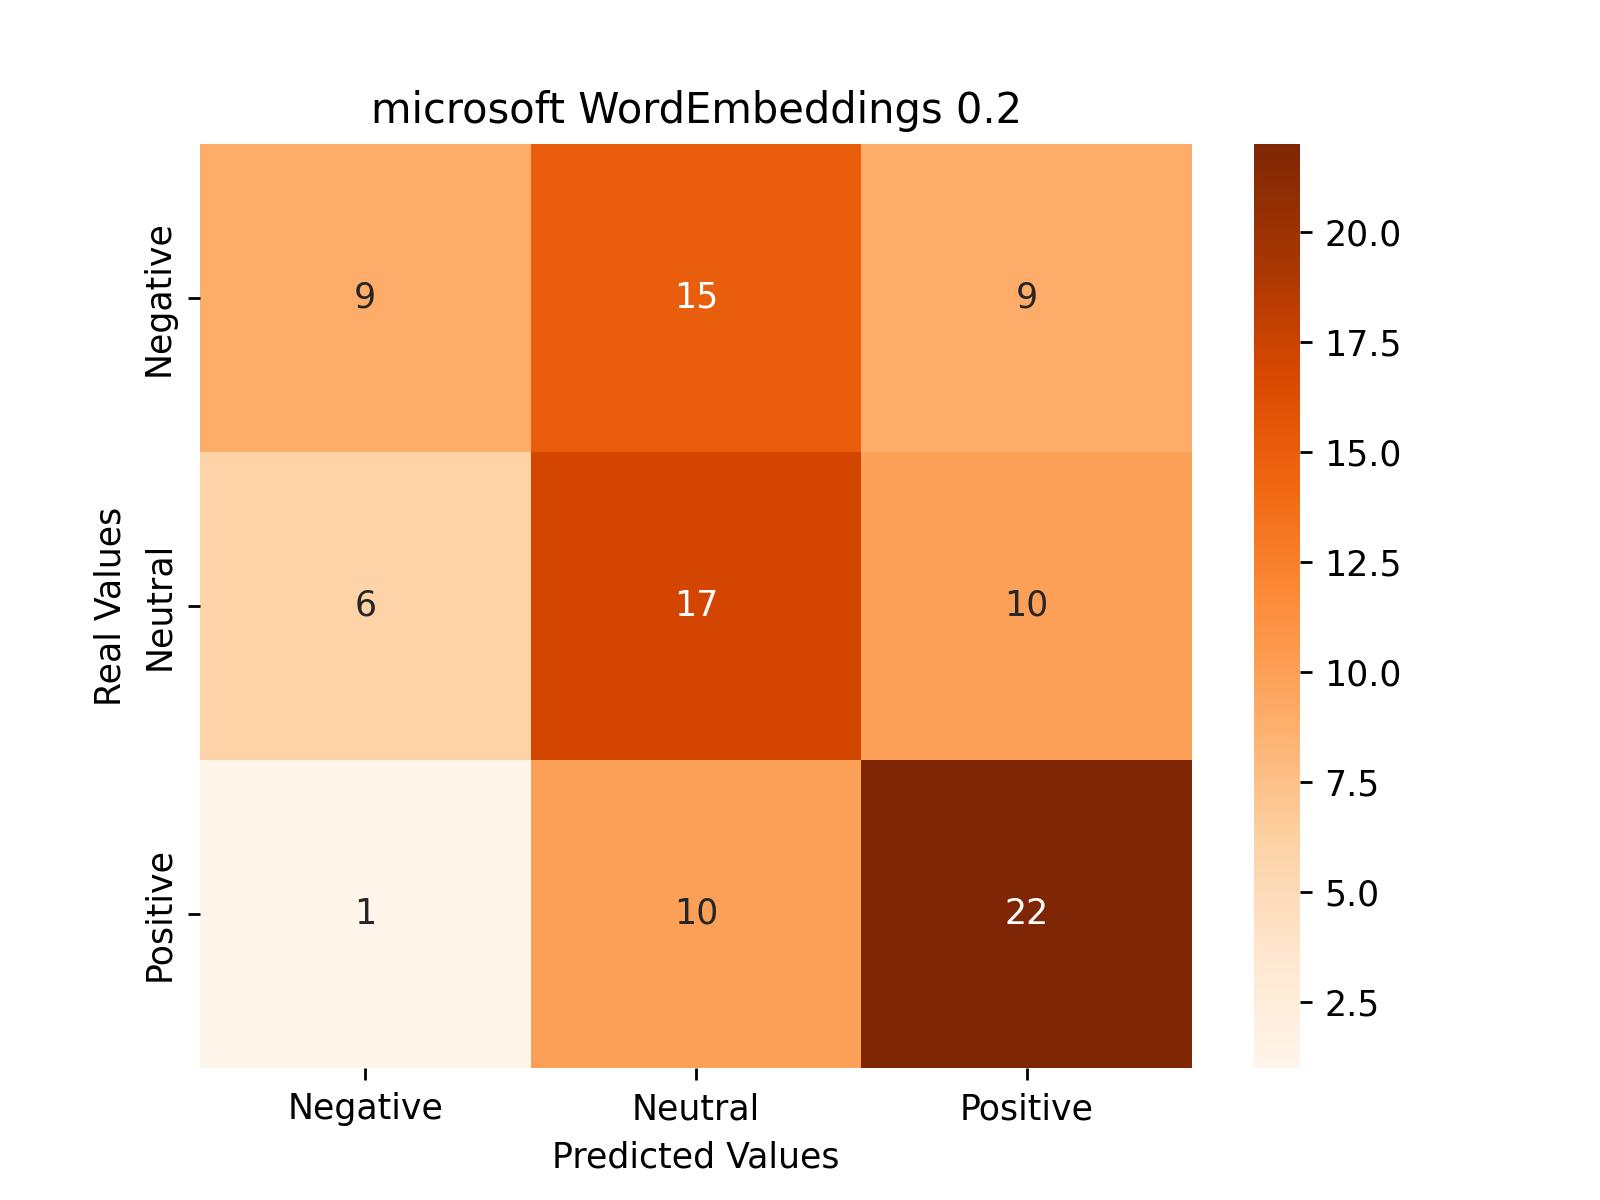 microsoft WordEmbeddings 0.2
Real Values
Negative
9
15
9
Neutral
6
17
10
Positive
1
10
22
Negative
Neutral
Positive
Predicted Values
20.0
17.5
15.0
12.5
10.0
7.5
5.0
2.5